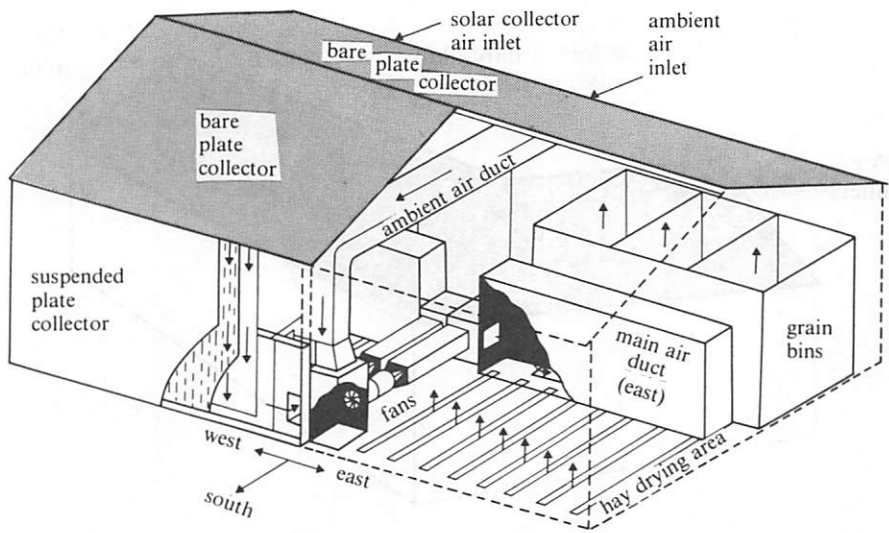 solar collector
air inlet
ambient
air
inlet
bare
plate
collector
bare
plate
collector
ambient air duct
suspended
plate
collector
main air
duct
(east)
grain
bins
fans
west
east
south
hay drying area